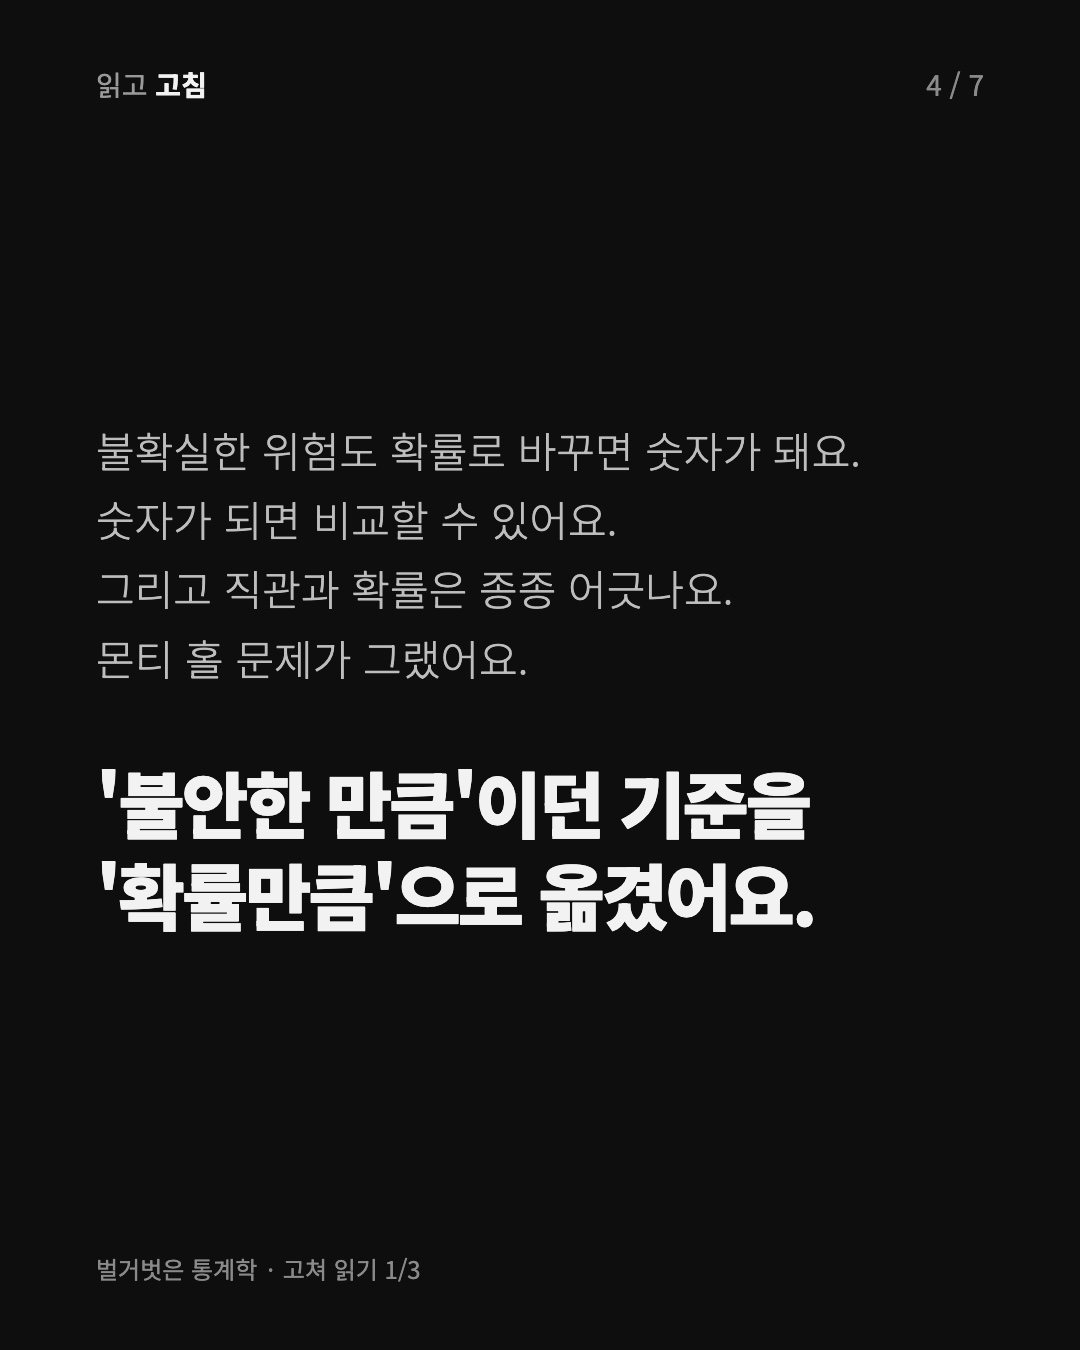 읽고 고침
4 / 7
불확실한 위험도 확률로 바꾸면 숫자가 돼요.
숫자가 되면 비교할 수 있어요.
그리고 직관과 확률은 종종 어긋나요.
몬티 홀 문제가 그랬어요.
'불안한 만큼'이던 기준을
'확률만큼'으로 옮겼어요.
벌거벗은 통계학 · 고쳐 읽기 1/3